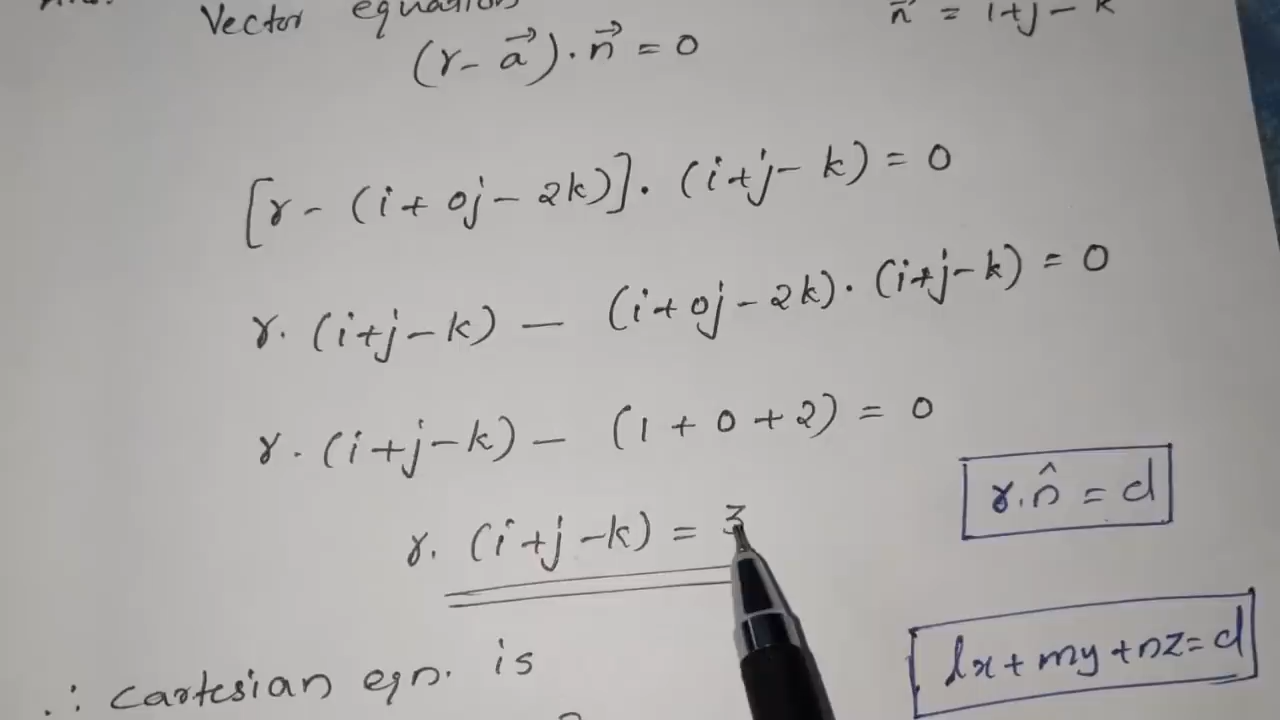 Vector equation
n⃗ = i+j-k
(r- a⃗).n⃗ = 0
[r - (i + 0j - 2k)]. (i+j- k) = 0
r. (i+j-k) - (i+0j-2k). (i+j-k) = 0
r. (i+j-k) - (1 + 0 + 2) = 0
r.n̂ = d
r. (i+j-k) = 3
lx+my+nz=d
∴ Cartesian eqn. is